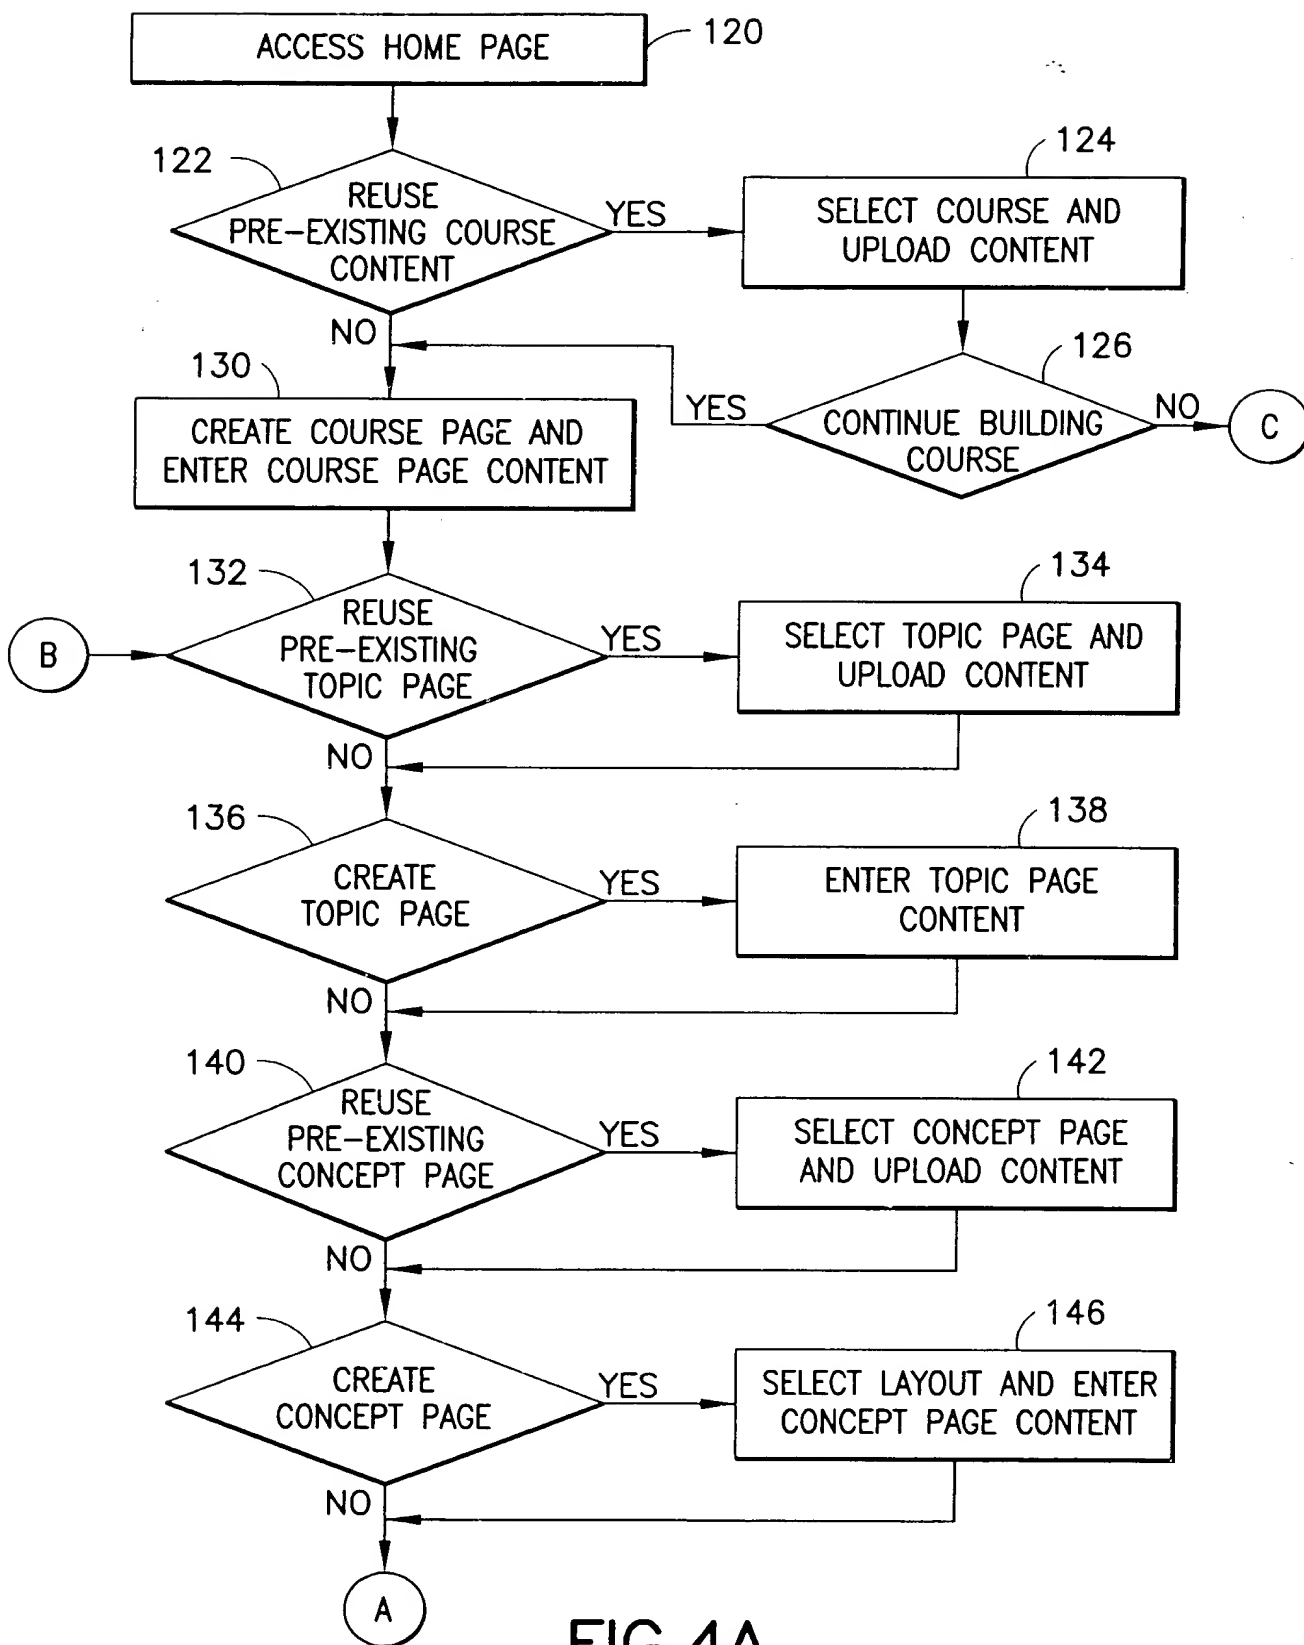 ACCESS HOME PAGE
120
122
REUSE
PRE-EXISTING COURSE
CONTENT
YES
NO
124
SELECT COURSE AND
UPLOAD CONTENT
126
CONTINUE BUILDING
COURSE
YES
NO
C
130
CREATE COURSE PAGE AND
ENTER COURSE PAGE CONTENT
B
132
REUSE
PRE-EXISTING
TOPIC PAGE
YES
NO
134
SELECT TOPIC PAGE AND
UPLOAD CONTENT
136
CREATE
TOPIC PAGE
YES
NO
138
ENTER TOPIC PAGE
CONTENT
140
REUSE
PRE-EXISTING
CONCEPT PAGE
YES
NO
142
SELECT CONCEPT PAGE
AND UPLOAD CONTENT
144
CREATE
CONCEPT PAGE
YES
NO
146
SELECT LAYOUT AND ENTER
CONCEPT PAGE CONTENT
A
FIG.4A